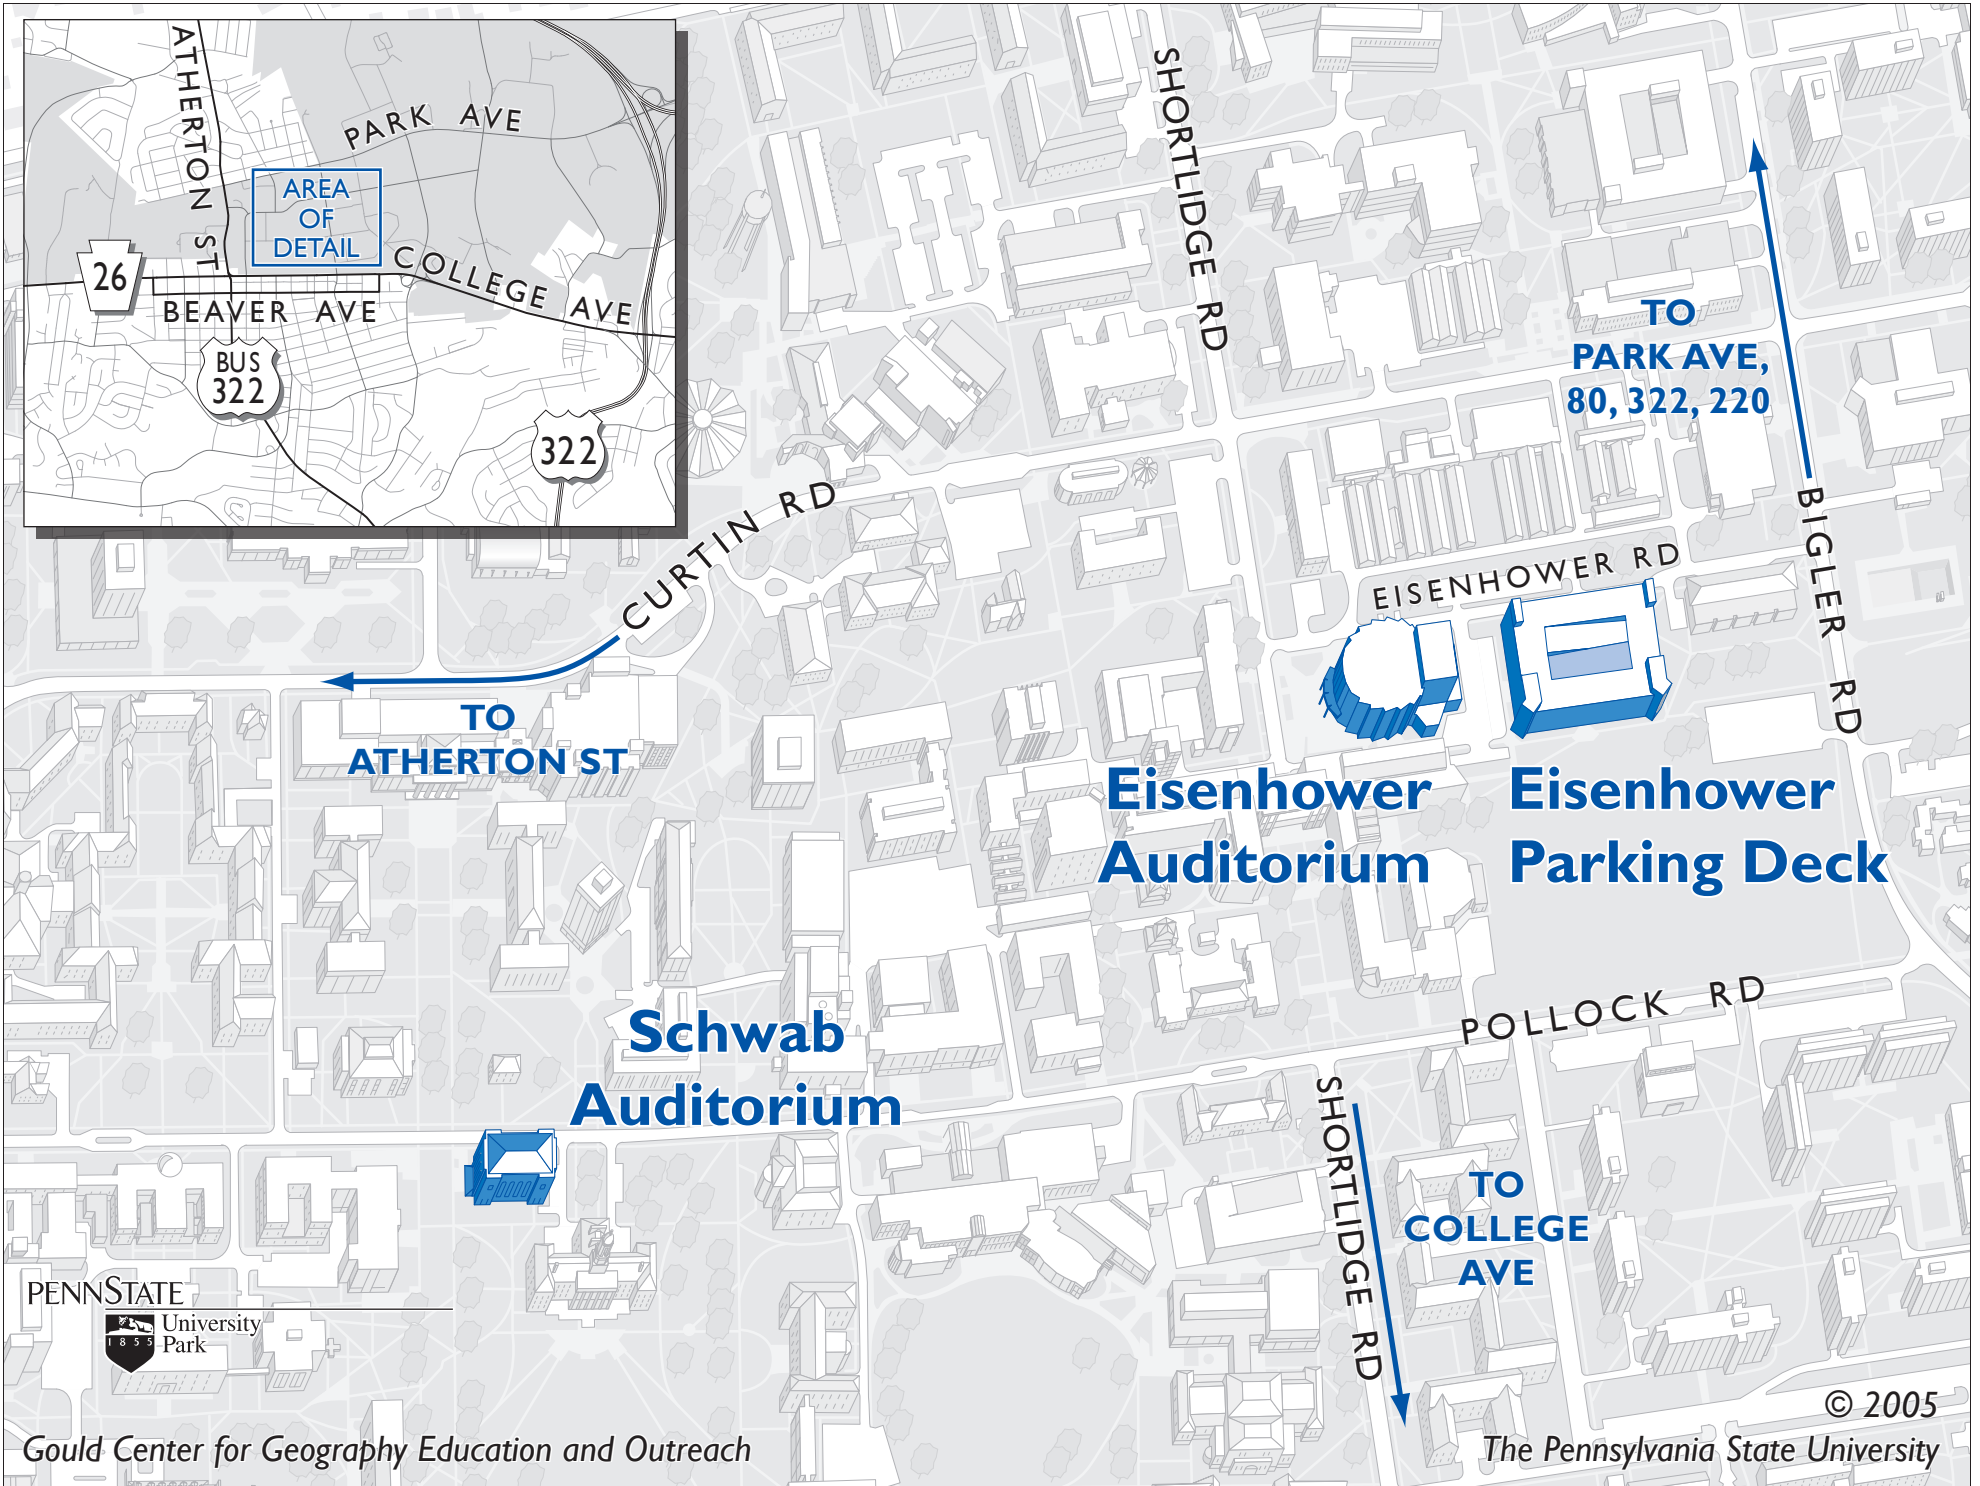 ATHERTON ST
PARK AVE
AREA
OF
DETAIL
COLLEGE AVE
26
BEAVER AVE
BUS
322
322
SHORTLIDGE RD
TO
PARK AVE,
80, 322, 220
CURTIN RD
BIGLER RD
EISENHOWER RD
TO
ATHERTON ST
Eisenhower
Auditorium
Eisenhower
Parking Deck
POLLOCK RD
Schwab
Auditorium
SHORTLIDGE RD
TO
COLLEGE
AVE
PENNSTATE
1855
University
Park
© 2005
Gould Center for Geography Education and Outreach
The Pennsylvania State University